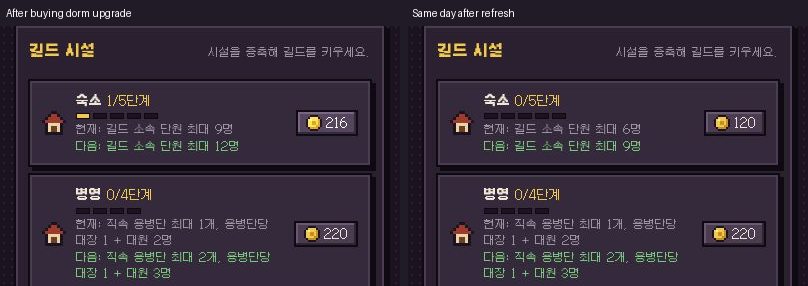 After buying dorm upgrade
길드 시설
시설을 증축해 길드를 키우세요.
숙소 1/5단계
현재: 길드 소속 단원 최대 9명
다음: 길드 소속 단원 최대 12명
216
병영 0/4단계
현재: 직속 용병단 최대 1개, 용병단당
대장 1 + 대원 2명
다음: 직속 용병단 최대 2개, 용병단당
대장 1 + 대원 3명
220
Same day after refresh
길드 시설
시설을 증축해 길드를 키우세요.
숙소 0/5단계
현재: 길드 소속 단원 최대 6명
다음: 길드 소속 단원 최대 9명
120
병영 0/4단계
현재: 직속 용병단 최대 1개, 용병단당
대장 1 + 대원 2명
다음: 직속 용병단 최대 2개, 용병단당
대장 1 + 대원 3명
220